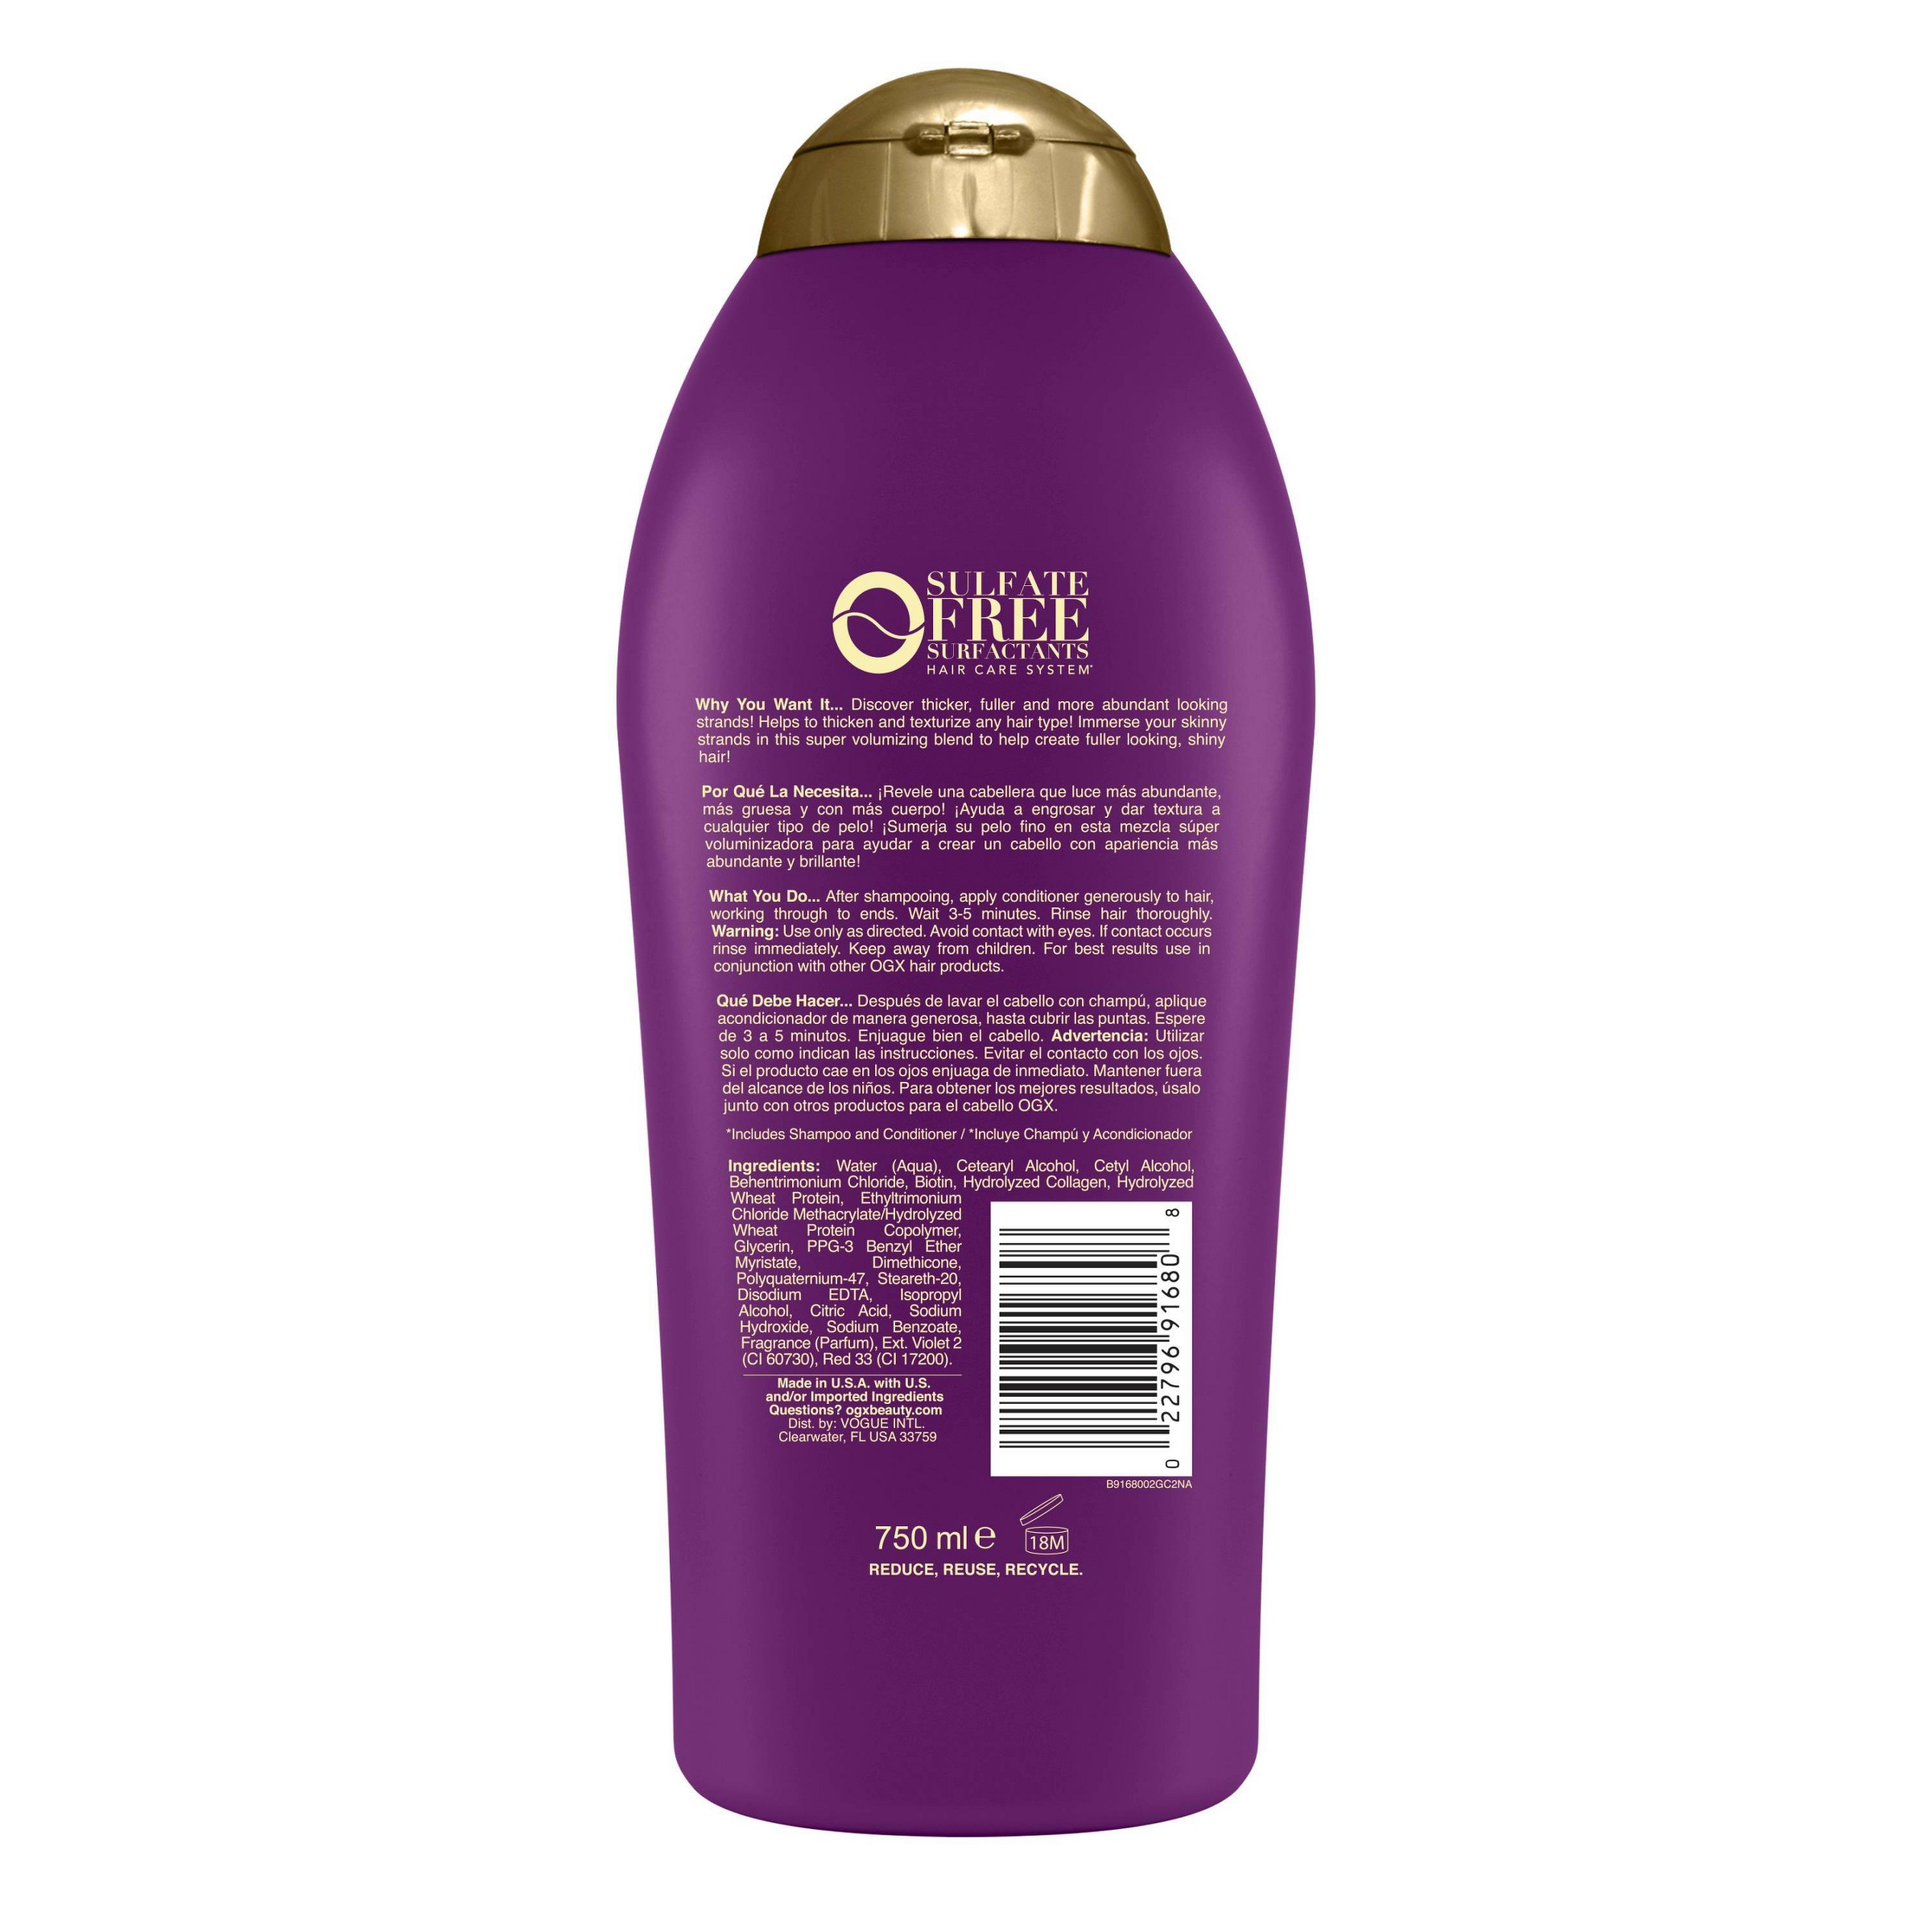 SULFATE
FREE
SURFACTANTS
HAIR CARE SYSTEM*
Why You Want It... Discover thicker, fuller and more abundant looking
strands! Helps to thicken and texturize any hair type! Immerse your skinny
strands in this super volumizing blend to help create fuller looking, shiny
hair!
Por Qué La Necesita... ¡Revele una cabellera que luce más abundante,
más gruesa y con más cuerpo! ¡Ayuda a engrosar y dar textura a
cualquier tipo de pelo! ¡Sumerja su pelo fino en esta mezcla súper
voluminizadora para ayudar a crear un cabello con apariencia más
abundante y brillante!
What You Do... After shampooing, apply conditioner generously to hair,
working through to ends. Wait 3-5 minutes. Rinse hair thoroughly.
Warning: Use only as directed. Avoid contact with eyes. If contact occurs
rinse immediately. Keep away from children. For best results use in
conjunction with other OGX hair products.
Qué Debe Hacer... Después de lavar el cabello con champú, aplique
acondicionador de manera generosa, hasta cubrir las puntas. Espere
de 3 a 5 minutos. Enjuague bien el cabello. Advertencia: Utilizar
solo como indican las instrucciones. Evitar el contacto con los ojos.
Si el producto cae en los ojos enjuaga de inmediato. Mantener fuera
del alcance de los niños. Para obtener los mejores resultados, úsalo
junto con otros productos para el cabello OGX.
*Includes Shampoo and Conditioner / *Incluye Champú y Acondicionador
Ingredients: Water (Aqua), Cetearyl Alcohol, Cetyl Alcohol,
Behentrimonium Chloride, Biotin, Hydrolyzed Collagen, Hydrolyzed
Wheat Protein, Ethyltrimonium
Chloride Methacrylate/Hydrolyzed
Wheat Protein Copolymer,
Glycerin, PPG-3 Benzyl Ether
Myristate, Dimethicone,
Polyquaternium-47, Steareth-20,
Disodium EDTA, Isopropyl
Alcohol, Citric Acid, Sodium
Hydroxide, Sodium Benzoate,
Fragrance (Parfum), Ext. Violet 2
(CI 60730), Red 33 (CI 17200).
Made in U.S.A. with U.S.
and/or Imported Ingredients
Questions? ogxbeauty.com
Dist. by: VOGUE INTL.
Clearwater, FL USA 33759
0 22796 91680 8
B9168002GC2NA
750 ml e
18M
REDUCE, REUSE, RECYCLE.